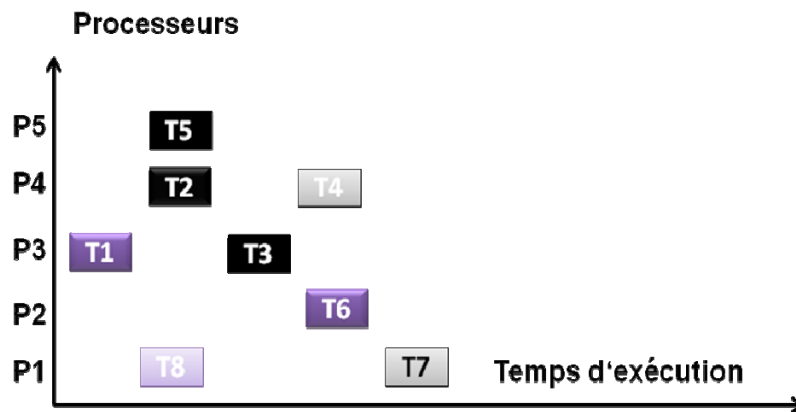 Processeurs
P5 T5
P4 T2 T4
P3 T1 T3
P2 T6
P1 T8 T7 Temps d‘exécution